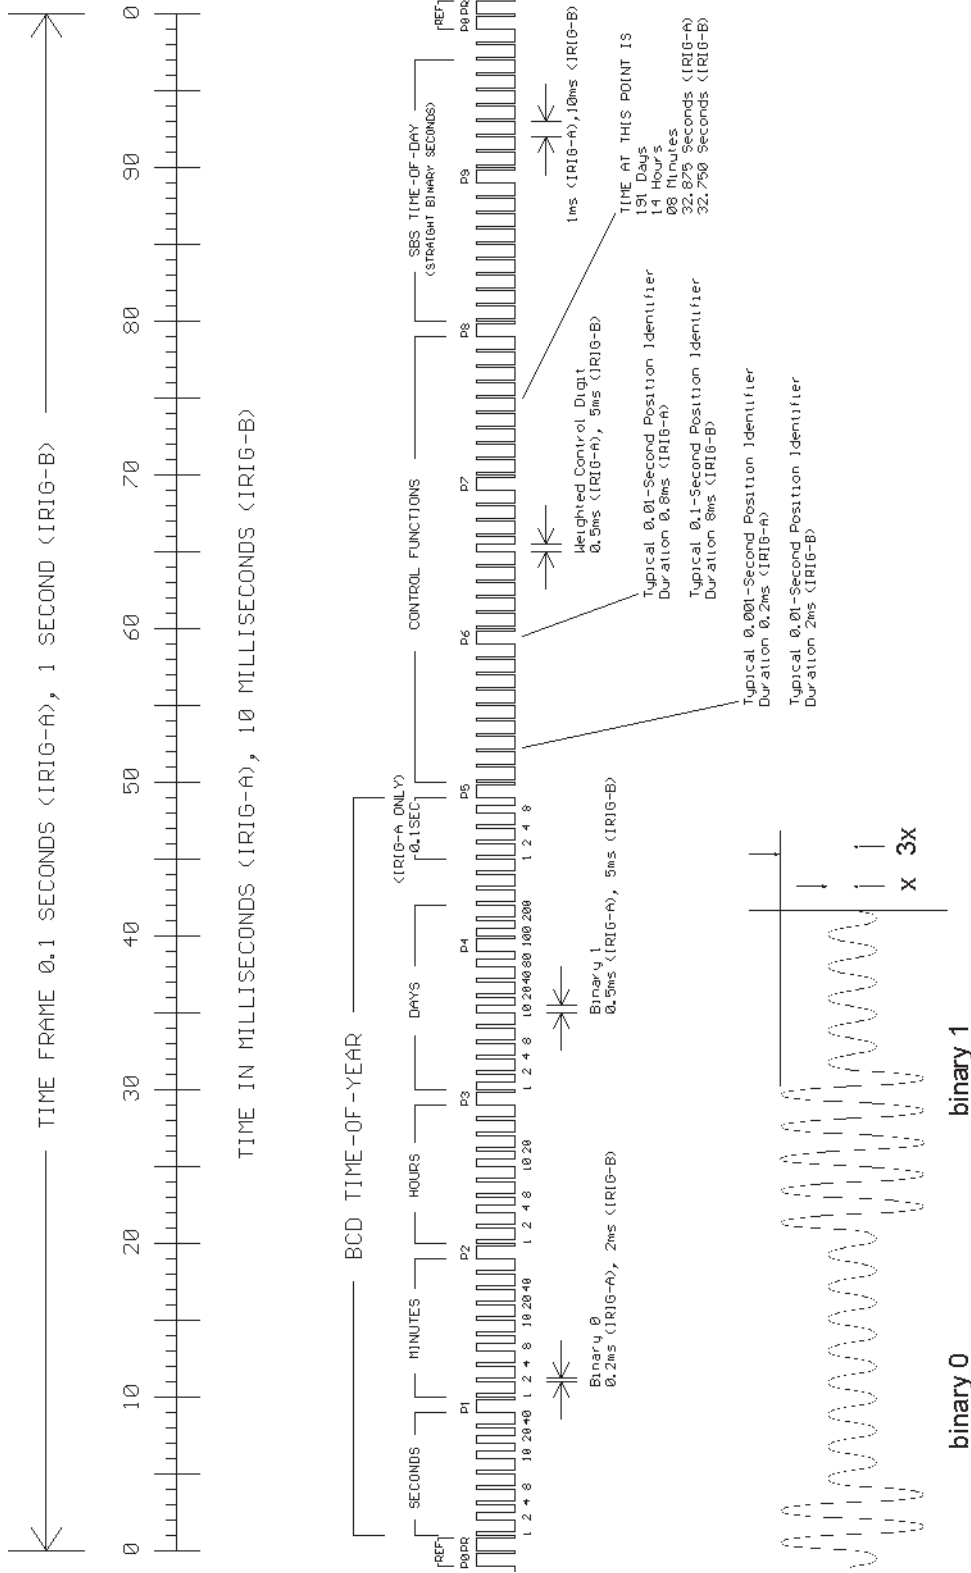 TIME FRAME 0.1 SECONDS (IRIG-A), 1 SECOND (IRIG-B)
0 10 20 30 40 50 60 70 80 90 0
TIME IN MILLISECONDS (IRIG-A), 10 MILLISECONDS (IRIG-B)
BCD TIME-OF-YEAR
(IRIG-A ONLY)
REF SECONDS MINUTES HOURS DAYS 0.1SEC CONTROL FUNCTIONS SBS TIME-OF-DAY REF
(STRAIGHT BINARY SECONDS)
P0 PR P1 P2 P3 P4 P5 P6 P7 P8 P9 P0 PR
1 2 4 8 10 20 40 1 2 4 8 10 20 40 1 2 4 8 10 20 1 2 4 8 10 20 40 80 100 200 1 2 4 8
Binary 0
0.2ms (IRIG-A), 2ms (IRIG-B)
Binary 1
0.5ms (IRIG-A), 5ms (IRIG-B)
Weighted Control Digit
0.5ms (IRIG-A), 5ms (IRIG-B)
1ms (IRIG-A),10ms (IRIG-B)
TIME AT THIS POINT IS
191 Days
14 Hours
08 Minutes
32.875 Seconds (IRIG-A)
32.750 Seconds (IRIG-B)
Typical 0.01-Second Position Identifier
Duration 0.8ms (IRIG-A)
Typical 0.1-Second Position Identifier
Duration 8ms (IRIG-B)
Typical 0.001-Second Position Identifier
Duration 0.2ms (IRIG-A)
Typical 0.01-Second Position Identifier
Duration 2ms (IRIG-B)
x 3x
binary 0 binary 1